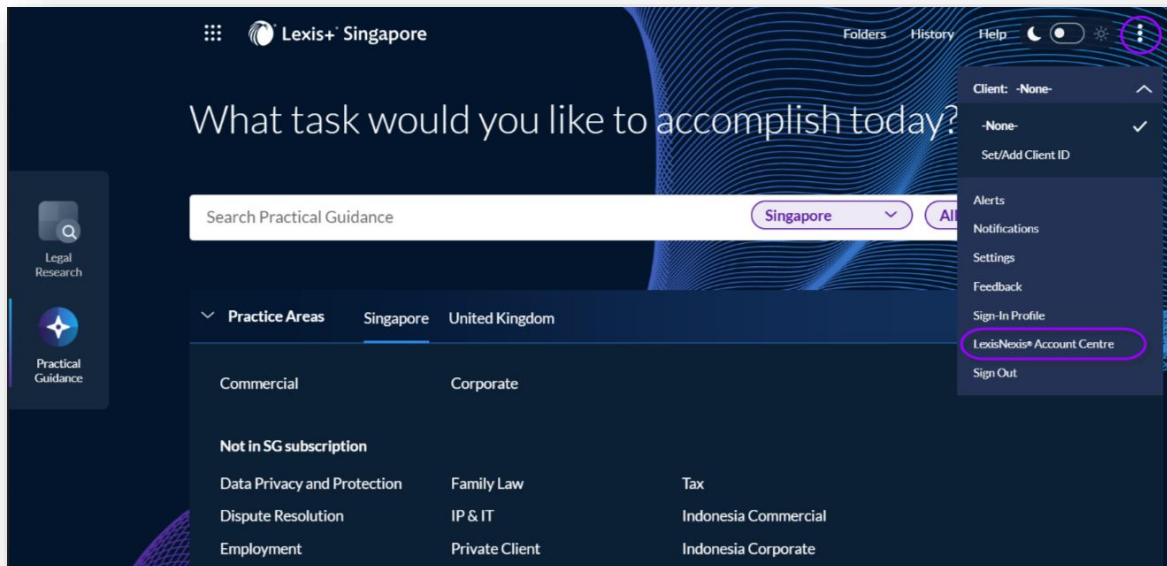 Lexis+® Singapore
Folders History Help
Client: -None-
-None-
Set/Add Client ID
Alerts
Notifications
Settings
Feedback
Sign-In Profile
LexisNexis® Account Centre
Sign Out
What task would you like to accomplish today?
Search Practical Guidance Singapore
Legal
Research
Practical
Guidance
Practice Areas Singapore United Kingdom
Commercial Corporate
Not in SG subscription
Data Privacy and Protection Family Law Tax
Dispute Resolution IP & IT Indonesia Commercial
Employment Private Client Indonesia Corporate